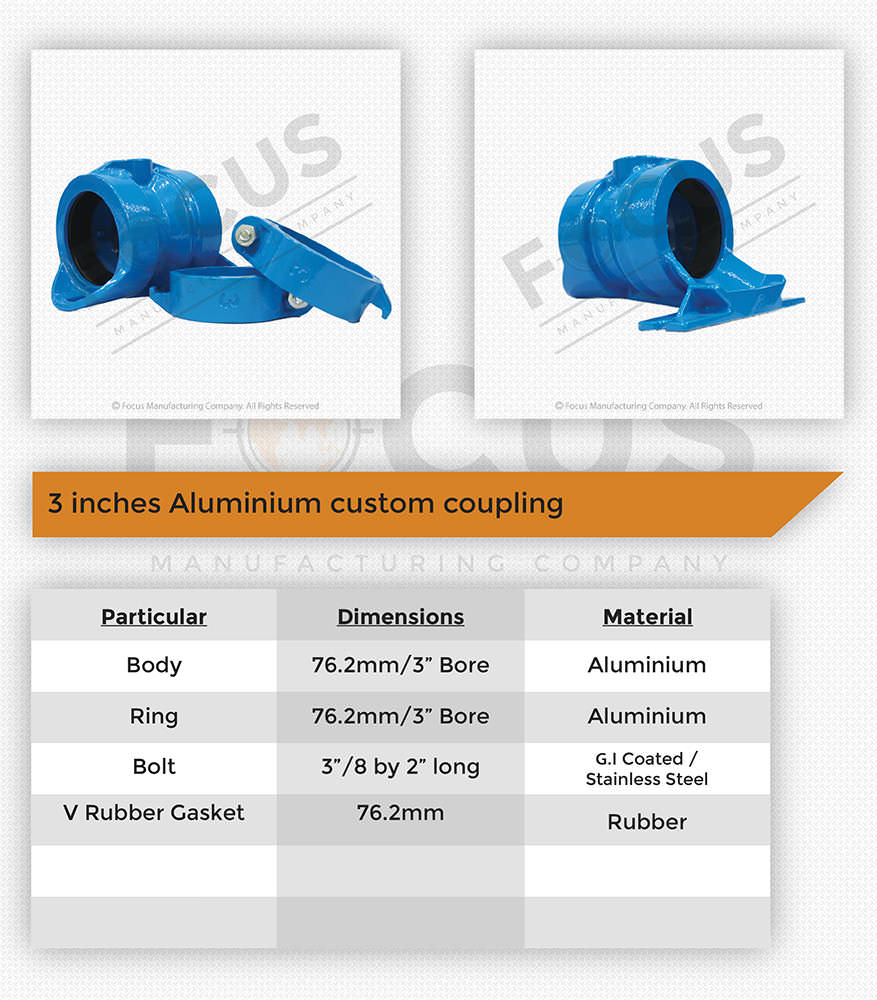 FOCUS
MANUFACTURING COMPANY
© Focus Manufacturing Company. All Rights Reserved
3
3
FOCUS
MANUFACTURING COMPANY
© Focus Manufacturing Company. All Rights Reserved
FOCUS
3 inches Aluminium custom coupling
MANUFACTURING COMPANY
Particular Dimensions Material
Body 76.2mm/3” Bore Aluminium
Ring 76.2mm/3” Bore Aluminium
Bolt 3”/8 by 2” long G.I Coated /
Stainless Steel
V Rubber Gasket 76.2mm Rubber